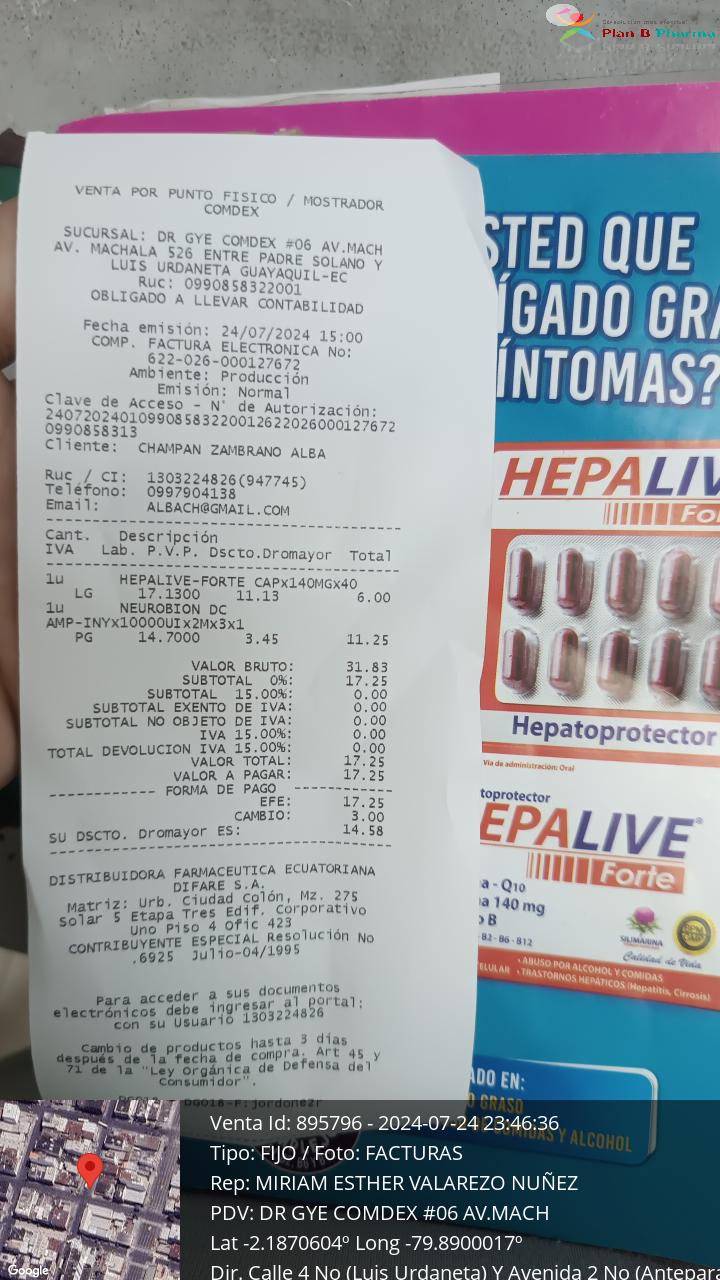 Plan B Pharma
VENTA POR PUNTO FISICO / MOSTRADOR
COMDEX
SUCURSAL: DR GYE COMDEX #06 AV.MACH
AV. MACHALA 526 ENTRE PADRE SOLANO Y
LUIS URDANETA GUAYAQUIL-EC
Ruc: 0990858322001
OBLIGADO A LLEVAR CONTABILIDAD
Fecha emisión: 24/07/2024 15:00
COMP. FACTURA ELECTRONICA No:
622-026-000127672
Ambiente: Producción
Emisión: Normal
Clave de Acceso - N° de Autorización:
240720240109908583220012622026000127672
0990858313
Cliente: CHAMPAN ZAMBRANO ALBA
Ruc / CI: 1303224826(947745)
Teléfono: 0997904138
Email: ALBACH@GMAIL.COM
Cant. Descripción
IVA Lab. P.V.P. Dscto.Dromayor Total
1u HEPALIVE-FORTE CAPx140MGx40
LG 17.1300 11.13 6.00
1u NEUROBION DC
AMP-INYx10000UIx2Mx3x1
PG 14.7000 3.45 11.25
VALOR BRUTO: 31.83
SUBTOTAL 0%: 17.25
SUBTOTAL 15.00%: 0.00
SUBTOTAL EXENTO DE IVA: 0.00
SUBTOTAL NO OBJETO DE IVA: 0.00
IVA 15.00%: 0.00
TOTAL DEVOLUCION IVA 15.00%: 0.00
VALOR TOTAL: 17.25
VALOR A PAGAR: 17.25
------------ FORMA DE PAGO ------------
EFE: 17.25
CAMBIO: 3.00
SU DSCTO. Dromayor ES: 14.58
DISTRIBUIDORA FARMACEUTICA ECUATORIANA
DIFARE S.A.
Matriz: Urb. Ciudad Colón, Mz. 275
Solar 5 Etapa Tres Edif. Corporativo
Uno Piso 4 Ofic 423
CONTRIBUYENTE ESPECIAL Resolución No
.6925 Julio-04/1995
Para acceder a sus documentos
electrónicos debe ingresar al portal:
con su Usuario 1303224826
Cambio de productos hasta 3 días
después de la fecha de compra. Art 45 y
71 de la "Ley Orgánica de Defensa del
Consumidor".
STED QUE
ÍGADO GRA
ÍNTOMAS?
HEPALIV
Fo
Hepatoprotector
Vía de administración: Oral
toprotector
EPALIVE®
Forte
a - Q10
a 140 mg
o B
- B2 - B6 - B12
SILIMARINA
Calidad de Vida
• ABUSO POR ALCOHOL Y COMIDAS
ELULAR • TRASTORNOS HEPÁTICOS (Hepatitis, Cirrosis)
ADO EN:
O GRASO
COMIDAS Y ALCOHOL
Venta Id: 895796 - 2024-07-24 23:46:36
Tipo: FIJO / Foto: FACTURAS
Rep: MIRIAM ESTHER VALAREZO NUÑEZ
PDV: DR GYE COMDEX #06 AV.MACH
Lat -2.1870604º Long -79.8900017º
Dir. Calle 4 No (Luis Urdaneta) Y Avenida 2 No (Antepara
Google